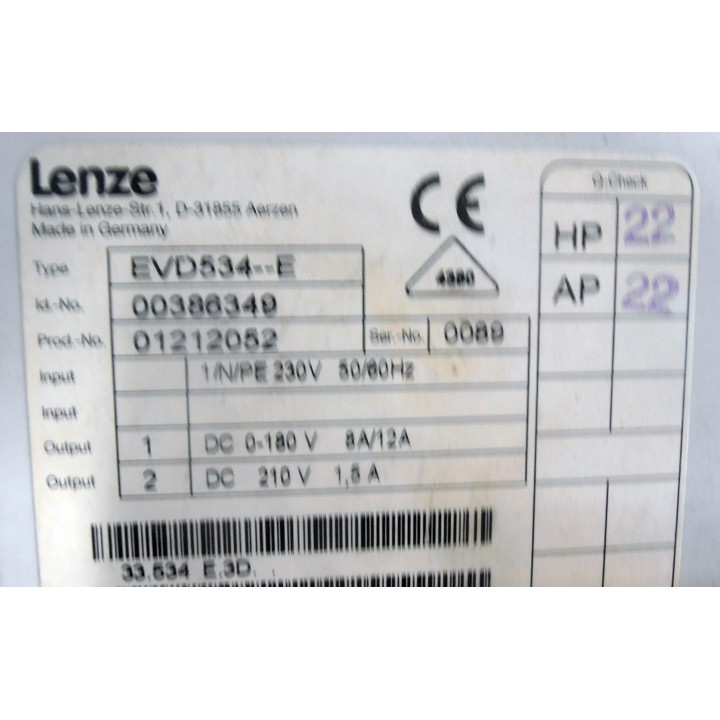 Lenze
Hans-Lenze-Str.1, D-31855 Aerzen
Made in Germany
Type EVD534--E
Id.-No. 00386349
Prod.-No. 01212052 Ser.-No. 0089
Input 1/N/PE 230V 50/60Hz
Input
Output 1 DC 0-180 V 8A/12A
Output 2 DC 210 V 1,5 A
33.534 E.3D.
Q-Check
HP 22
AP 22